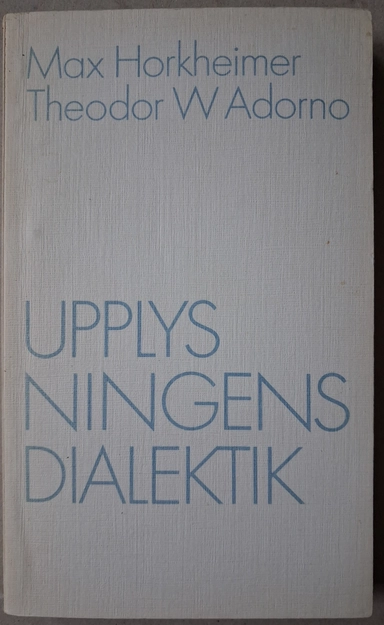 Max Horkheimer
Theodor W Adorno
UPPLYS
NINGENS
DIALEKTIK